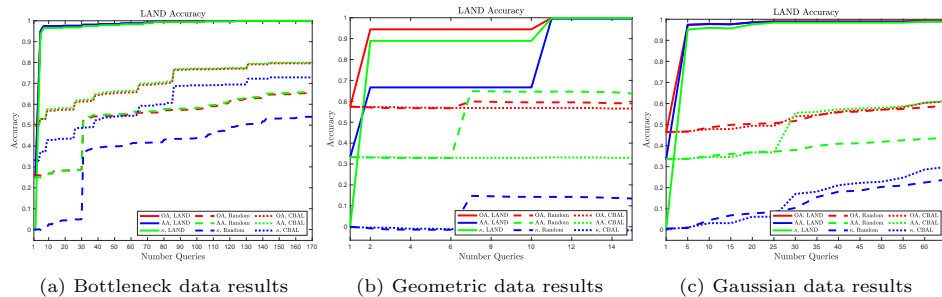 LAND Accuracy
1
0.9
0.8
0.7
0.6
0.5
0.4
0.3
0.2
0.1
0
Accuracy
OA, LAND OA, Random OA, CBAL
AA, LAND AA, Random AA, CBAL
κ, LAND κ, Random κ, CBAL
1 10 20 30 40 50 60 70 80 90 100 110 120 130 140 150 160 170
Number Queries
(a) Bottleneck data results
LAND Accuracy
1
0.9
0.8
0.7
0.6
0.5
0.4
0.3
0.2
0.1
0
Accuracy
OA, LAND OA, Random OA, CBAL
AA, LAND AA, Random AA, CBAL
κ, LAND κ, Random κ, CBAL
1 2 4 6 8 10 12 14
Number Queries
(b) Geometric data results
LAND Accuracy
1
0.9
0.8
0.7
0.6
0.5
0.4
0.3
0.2
0.1
0
Accuracy
OA, LAND OA, Random OA, CBAL
AA, LAND AA, Random AA, CBAL
κ, LAND κ, Random κ, CBAL
1 5 10 15 20 25 30 35 40 45 50 55 60
Number Queries
(c) Gaussian data results